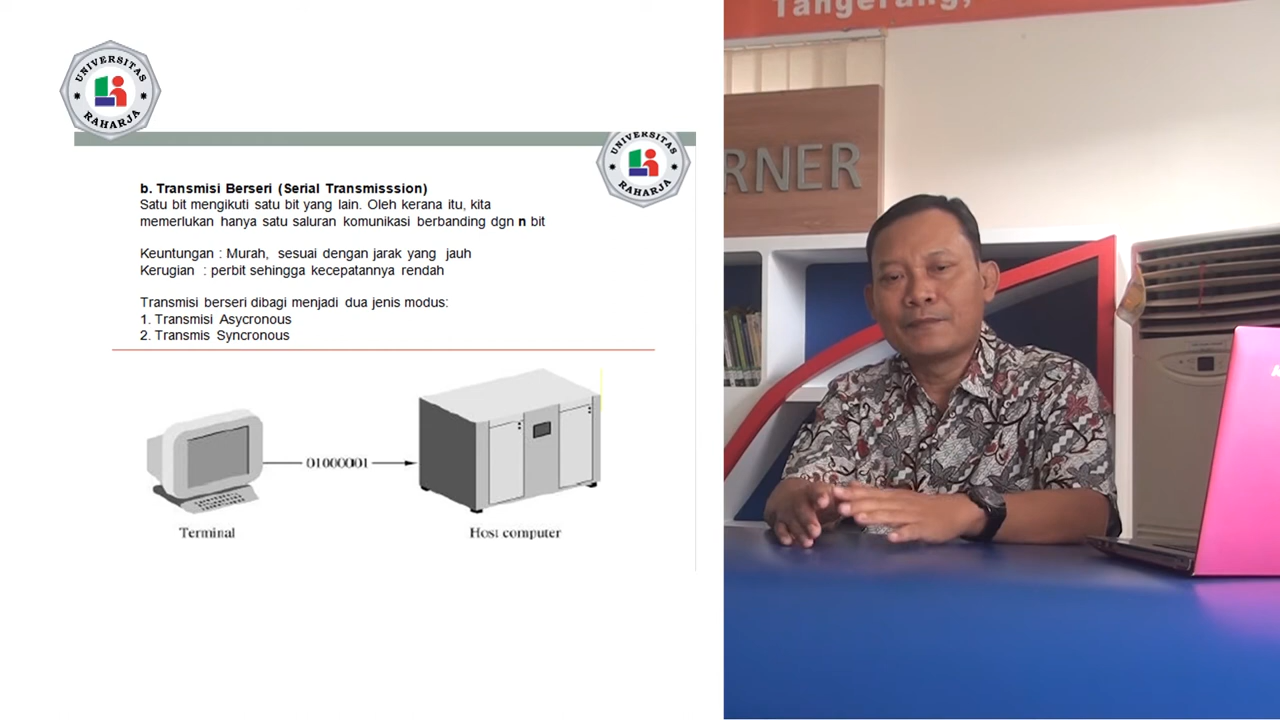 UNIVERSITAS
RAHARJA
UNIVERSITAS
RAHARJA
b. Transmisi Berseri (Serial Transmisssion)
Satu bit mengikuti satu bit yang lain. Oleh kerana itu, kita
memerlukan hanya satu saluran komunikasi berbanding dgn n bit
Keuntungan : Murah, sesuai dengan jarak yang jauh
Kerugian : perbit sehingga kecepatannya rendah
Transmisi berseri dibagi menjadi dua jenis modus:
1. Transmisi Asycronous
2. Transmis Syncronous
01000001
Terminal
Host computer
Tangerang,
RNER